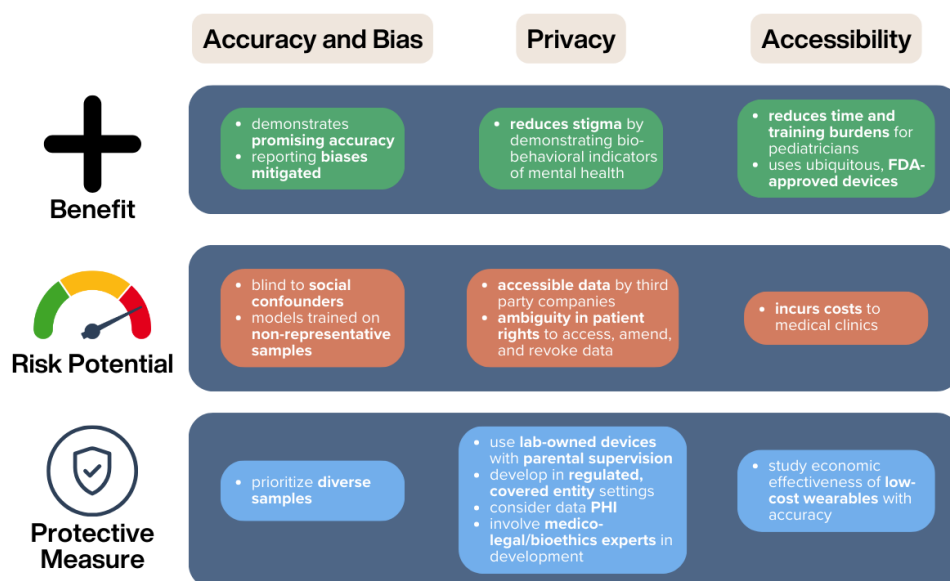 Accuracy and Bias
Privacy
Accessibility
Benefit
• demonstrates
promising accuracy
• reporting biases
mitigated
• reduces stigma by
demonstrating bio-
behavioral indicators
of mental health
• reduces time and
training burdens for
pediatricians
• uses ubiquitous, FDA-
approved devices
Risk Potential
• blind to social
confounders
• models trained on
non-representative
samples
• accessible data by third
party companies
• ambiguity in patient
rights to access, amend,
and revoke data
• incurs costs to
medical clinics
Protective
Measure
• prioritize diverse
samples
• use lab-owned devices
with parental supervision
• develop in regulated,
covered entity settings
• consider data PHI
• involve medico-
legal/bioethics experts in
development
• study economic
effectiveness of low-
cost wearables with
accuracy